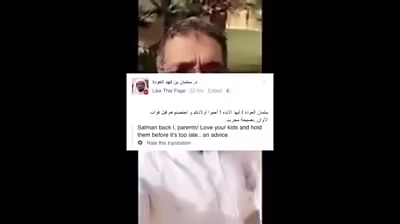 د. سلمان بن فهد العودة
Like This Page · 32 hrs · Edited ·
سلمان العودة ‏| أيها الآباء ! أحبوا أولادكم و احتضنوهم قبل فوات
الأوان..نصيحة مجرب.
Salman back |, parents! Love your kids and hold
them before it's too late.. an advice.
Rate this translation